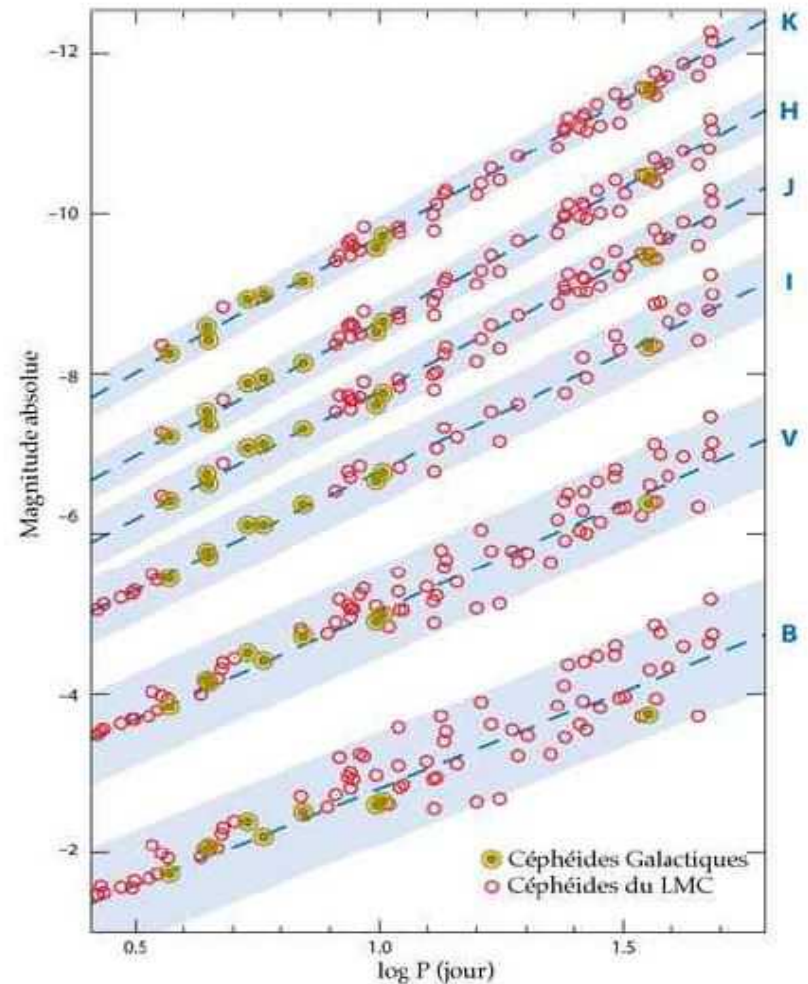 K
H
J
I
V
B
Magnitude absolue
−12
−10
−8
−6
−4
−2
Céphéides Galactiques
Céphéides du LMC
0.5
1.0
1.5
log P (jour)